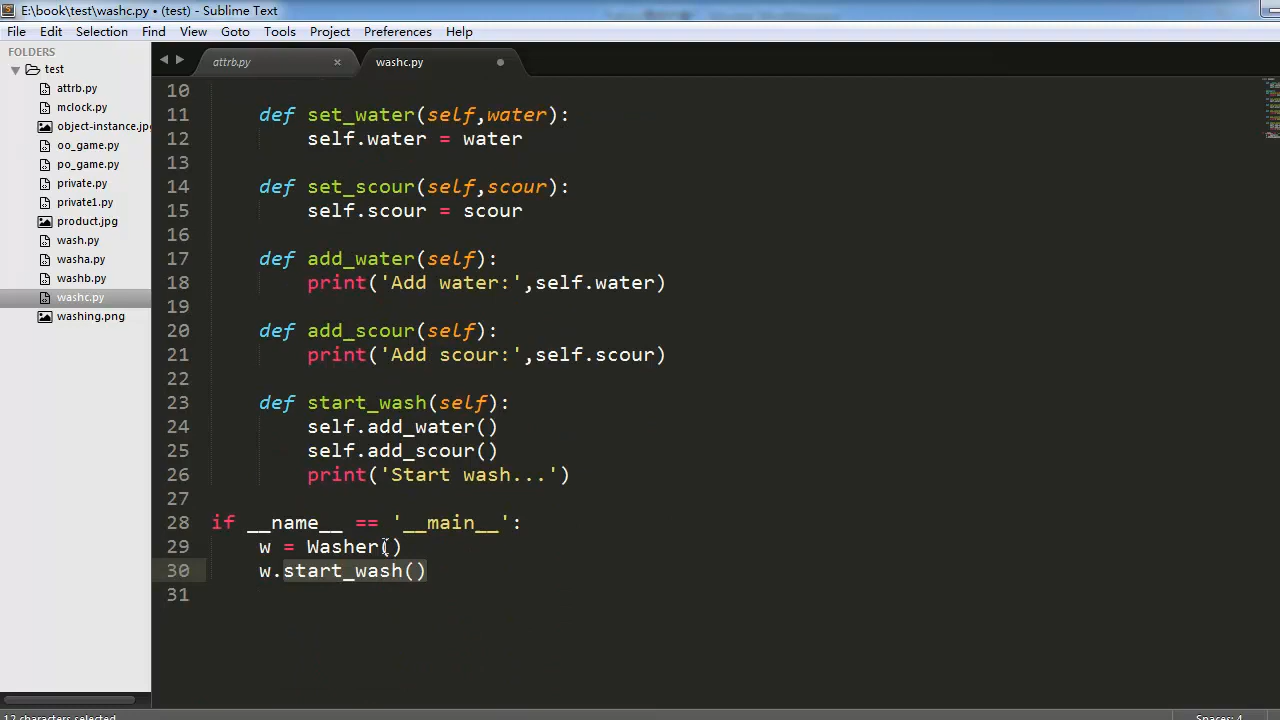 E:\book\test\washc.py • (test) - Sublime Text
File Edit Selection Find View Goto Tools Project Preferences Help
FOLDERS
test
attrb.py
mclock.py
object-instance.jpg
oo_game.py
po_game.py
private.py
private1.py
product.jpg
wash.py
washa.py
washb.py
washc.py
washing.png
attrb.py × washc.py
10
11 def set_water(self,water):
12 self.water = water
13
14 def set_scour(self,scour):
15 self.scour = scour
16
17 def add_water(self):
18 print('Add water:',self.water)
19
20 def add_scour(self):
21 print('Add scour:',self.scour)
22
23 def start_wash(self):
24 self.add_water()
25 self.add_scour()
26 print('Start wash...')
27
28 if __name__ == '__main__':
29 w = Washer()
30 w.start_wash()
31
12 characters selected
Spaces: 4